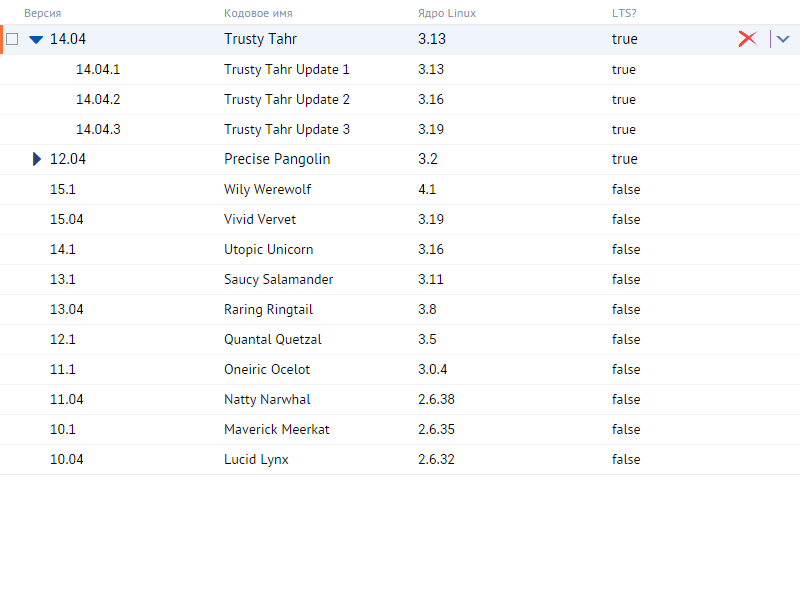 Версия Кодовое имя Ядро Linux LTS?
14.04 Trusty Tahr 3.13 true
14.04.1 Trusty Tahr Update 1 3.13 true
14.04.2 Trusty Tahr Update 2 3.16 true
14.04.3 Trusty Tahr Update 3 3.19 true
12.04 Precise Pangolin 3.2 true
15.1 Wily Werewolf 4.1 false
15.04 Vivid Vervet 3.19 false
14.1 Utopic Unicorn 3.16 false
13.1 Saucy Salamander 3.11 false
13.04 Raring Ringtail 3.8 false
12.1 Quantal Quetzal 3.5 false
11.1 Oneiric Ocelot 3.0.4 false
11.04 Natty Narwhal 2.6.38 false
10.1 Maverick Meerkat 2.6.35 false
10.04 Lucid Lynx 2.6.32 false